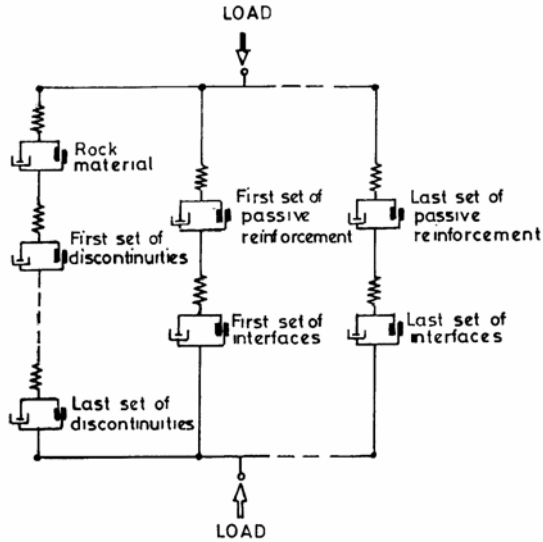 LOAD
Rock
material
First set of
discontinuities
Last set of
discontinuities
First set of
passive
reinforcement
First set of
interfaces
Last set of
passive
reinforcement
Last set of
interfaces
LOAD